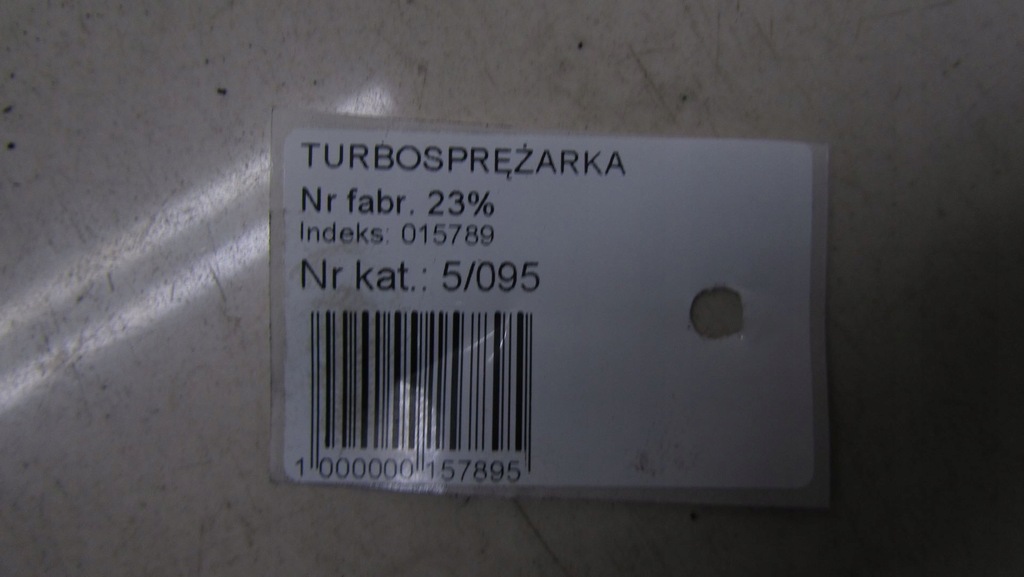 TURBOSPRĘŻARKA
Nr fabr. 23%
Indeks: 015789
Nr kat.: 5/095
1 000000 157895